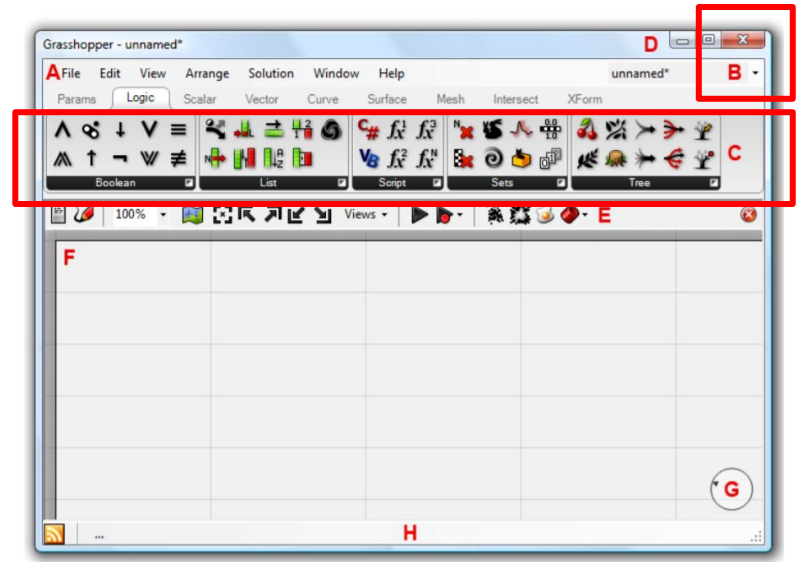 Grasshopper - unnamed* D
A File Edit View Arrange Solution Window Help unnamed* B
Params Logic Scalar Vector Curve Surface Mesh Intersect XForm
C
Boolean List Script Sets Tree
100% Views E
F
G
... H